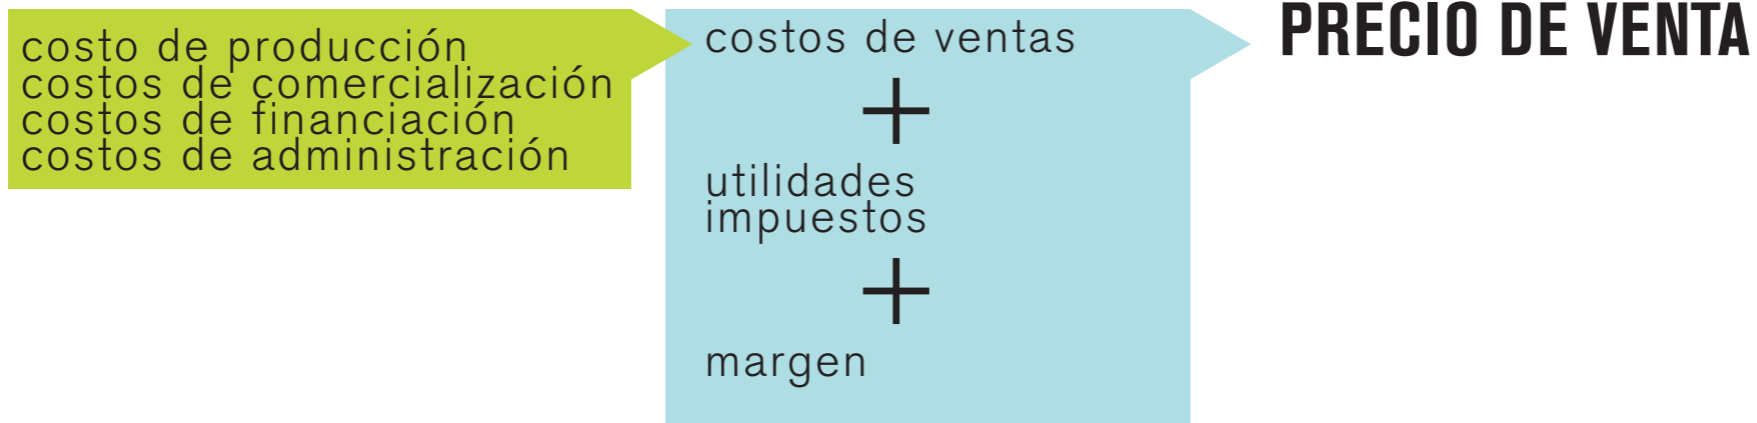 costo de producción
costos de comercialización
costos de financiación
costos de administración
costos de ventas
+
utilidades
impuestos
+
margen
PRECIO DE VENTA